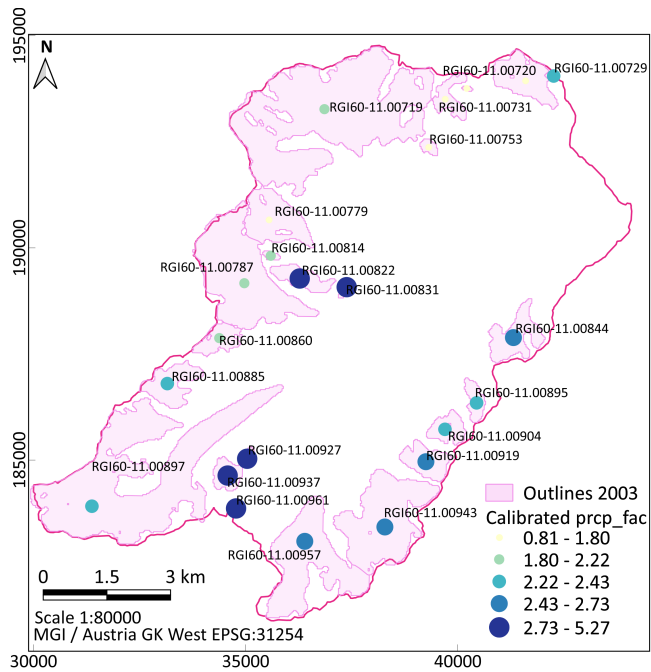 195000
N
RGI60-11.00720
RGI60-11.00729
RGI60-11.00719
RGI60-11.00731
RGI60-11.00753
RGI60-11.00779
190000
RGI60-11.00814
RGI60-11.00787
RGI60-11.00822
RGI60-11.00831
RGI60-11.00844
RGI60-11.00860
RGI60-11.00885
RGI60-11.00895
RGI60-11.00904
RGI60-11.00927
RGI60-11.00919
185000
RGI60-11.00897
RGI60-11.00937
RGI60-11.00961
RGI60-11.00943
RGI60-11.00957
Outlines 2003
Calibrated prcp_fac
0.81 - 1.80
1.80 - 2.22
2.22 - 2.43
2.43 - 2.73
2.73 - 5.27
0 1.5 3 km
Scale 1:80000
MGI / Austria GK West EPSG:31254
30000 35000 40000